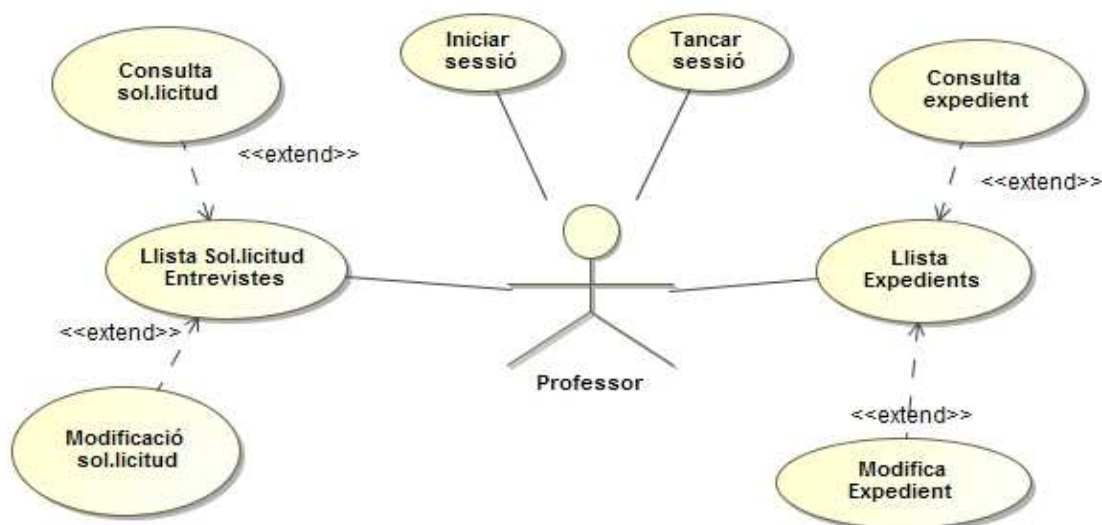 Iniciar
sessió
Tancar
sessió
Consulta
sol.licitud
Consulta
expedient
<<extend>>
<<extend>>
Llista Sol.licitud
Entrevistes
Llista
Expedients
<<extend>>
Professor
<<extend>>
Modificació
sol.licitud
Modifica
Expedient